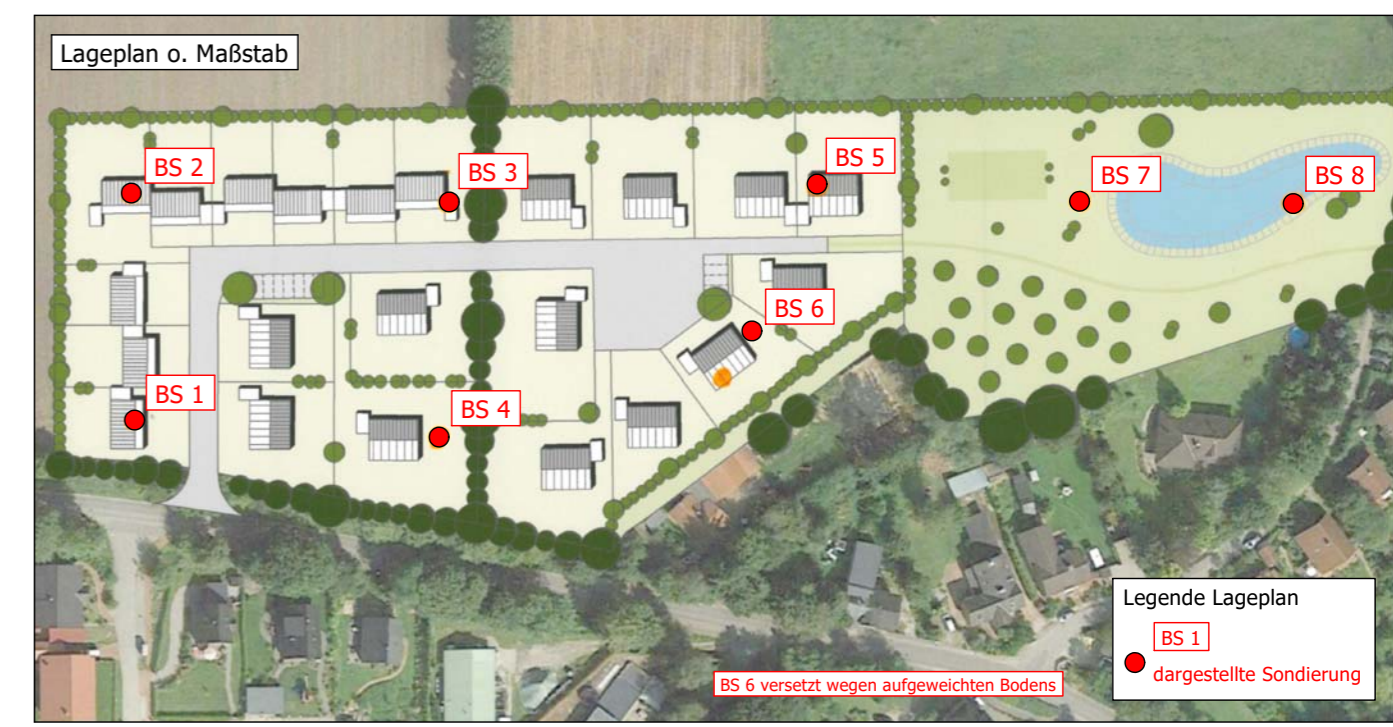 Lageplan o. Maßstab
BS 2
BS 3
BS 5
BS 7
BS 8
BS 6
BS 1
BS 4
Legende Lageplan
BS 1
dargestellte Sondierung
BS 6 versetzt wegen aufgeweichten Bodens